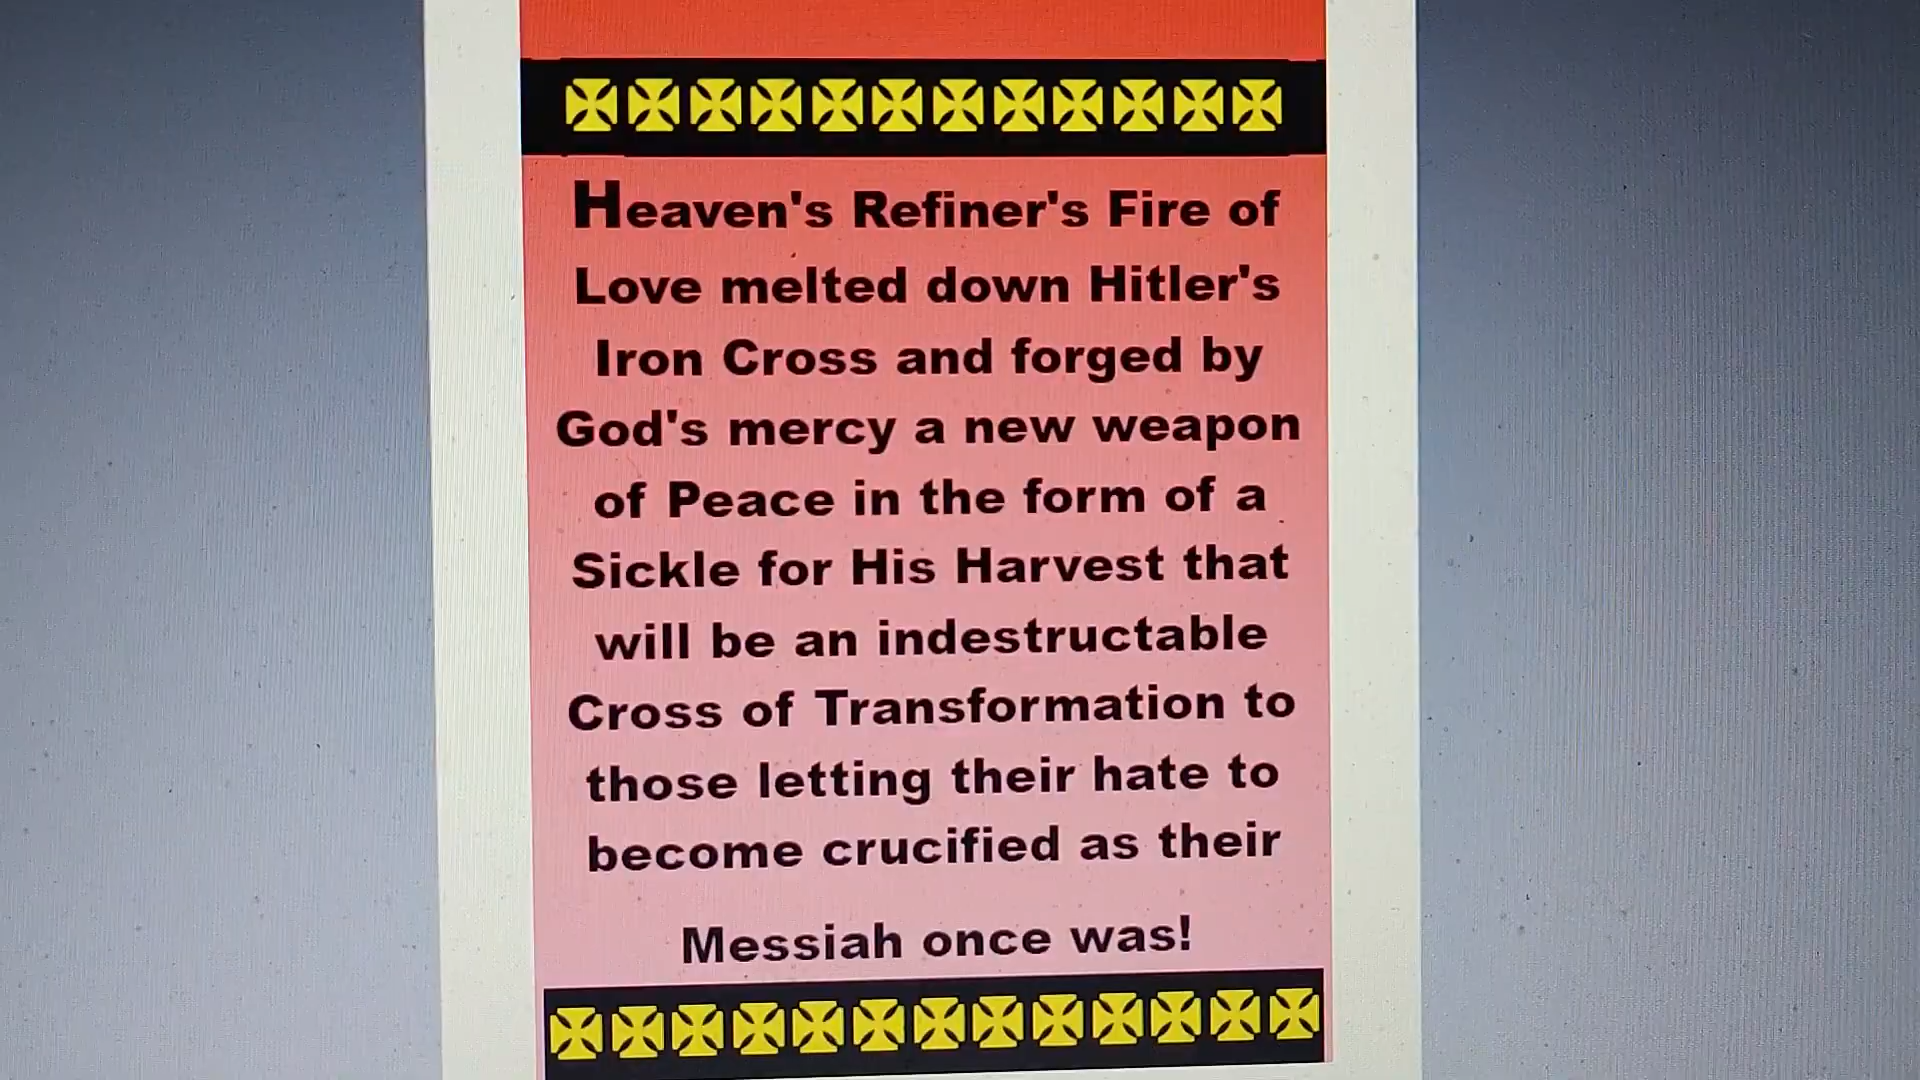 Heaven's Refiner's Fire of
Love melted down Hitler's
Iron Cross and forged by
God's mercy a new weapon
of Peace in the form of a
Sickle for His Harvest that
will be an indestructable
Cross of Transformation to
those letting their hate to
become crucified as their
Messiah once was!